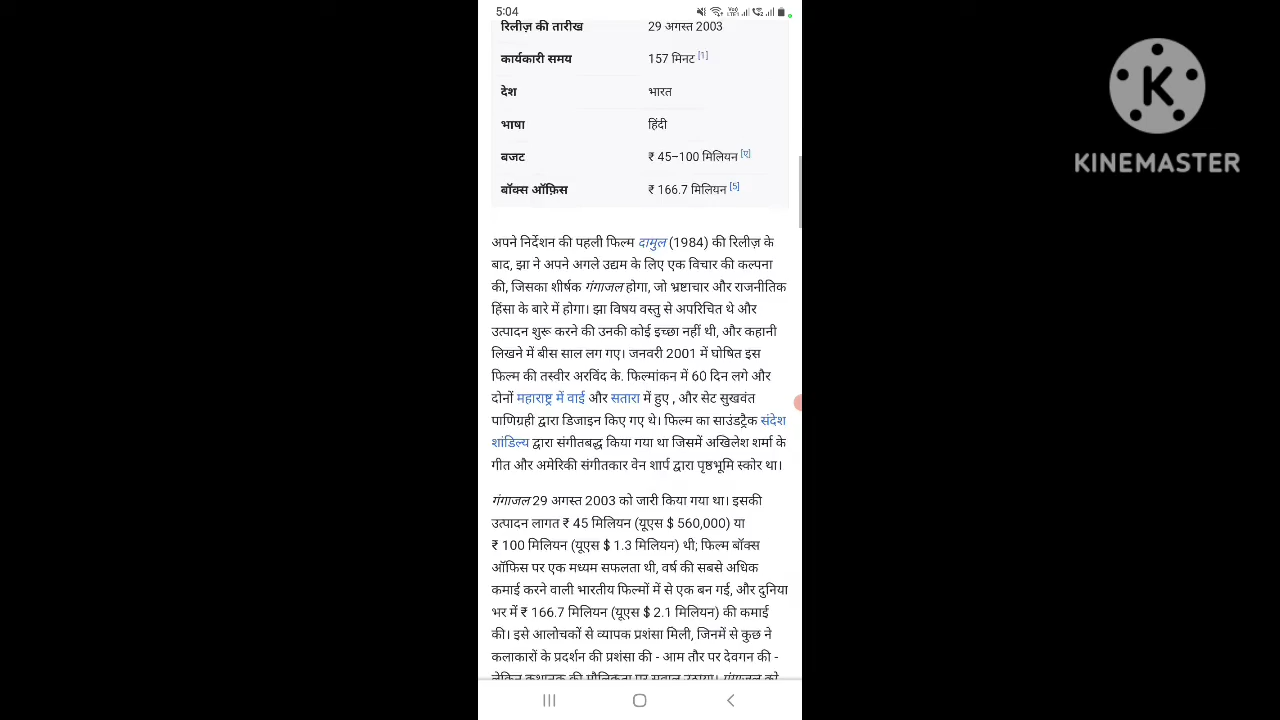 5:04
रिलीज़ की तारीख 29 अगस्त 2003
कार्यकारी समय 157 मिनट [1]
देश भारत
भाषा हिंदी
बजट ₹ 45–100 मिलियन [ए]
बॉक्स ऑफ़िस ₹ 166.7 मिलियन [5]
अपने निर्देशन की पहली फिल्म दामुल (1984) की रिलीज़ के
बाद, झा ने अपने अगले उद्यम के लिए एक विचार की कल्पना
की, जिसका शीर्षक गंगाजल होगा, जो भ्रष्टाचार और राजनीतिक
हिंसा के बारे में होगा। झा विषय वस्तु से अपरिचित थे और
उत्पादन शुरू करने की उनकी कोई इच्छा नहीं थी, और कहानी
लिखने में बीस साल लग गए। जनवरी 2001 में घोषित इस
फिल्म की तस्वीर अरविंद के. फिल्मांकन में 60 दिन लगे और
दोनों महाराष्ट्र में वाई और सतारा में हुए , और सेट सुखवंत
पाणिग्रही द्वारा डिजाइन किए गए थे। फिल्म का साउंडट्रैक संदेश
शांडिल्य द्वारा संगीतबद्ध किया गया था जिसमें अखिलेश शर्मा के
गीत और अमेरिकी संगीतकार वेन शार्प द्वारा पृष्ठभूमि स्कोर था।
गंगाजल 29 अगस्त 2003 को जारी किया गया था। इसकी
उत्पादन लागत ₹ 45 मिलियन (यूएस $ 560,000) या
₹ 100 मिलियन (यूएस $ 1.3 मिलियन) थी; फिल्म बॉक्स
ऑफिस पर एक मध्यम सफलता थी, वर्ष की सबसे अधिक
कमाई करने वाली भारतीय फिल्मों में से एक बन गई, और दुनिया
भर में ₹ 166.7 मिलियन (यूएस $ 2.1 मिलियन) की कमाई
की। इसे आलोचकों से व्यापक प्रशंसा मिली, जिनमें से कुछ ने
कलाकारों के प्रदर्शन की प्रशंसा की - आम तौर पर देवगन की -
लेकिन कथानक की मौलिकता पर सवाल उठाया। गंगाजल को
K
KINEMASTER